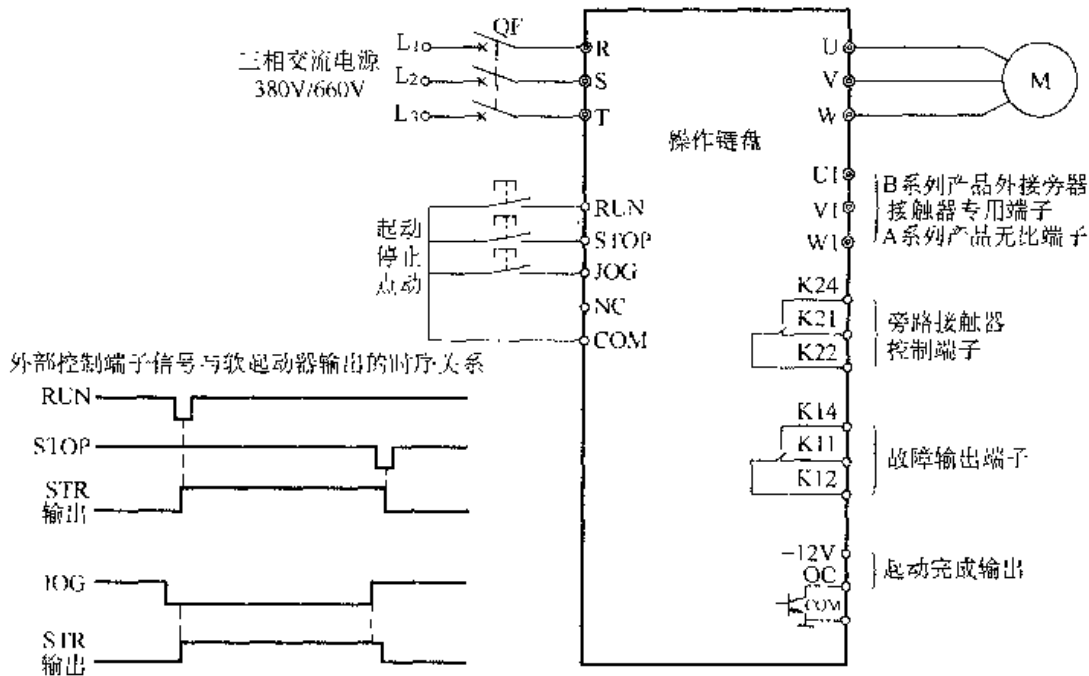 三相交流电源
380V/660V
L1
L2
L3
QF
R
S
T
起动
停止
点动
RUN
STOP
JOG
NC
COM
操作键盘
U
V
W
M
U1
V1
W1
B系列产品外接旁器
接触器专用端子
A系列产品无比端子
K24
K21
K22
旁路接触器
控制端子
K14
K11
K12
故障输出端子
-12V
OC
COM
起动完成输出
外部控制端子信号与软起动器输出的时序关系
RUN
STOP
STR
输出
JOG
STR
输出